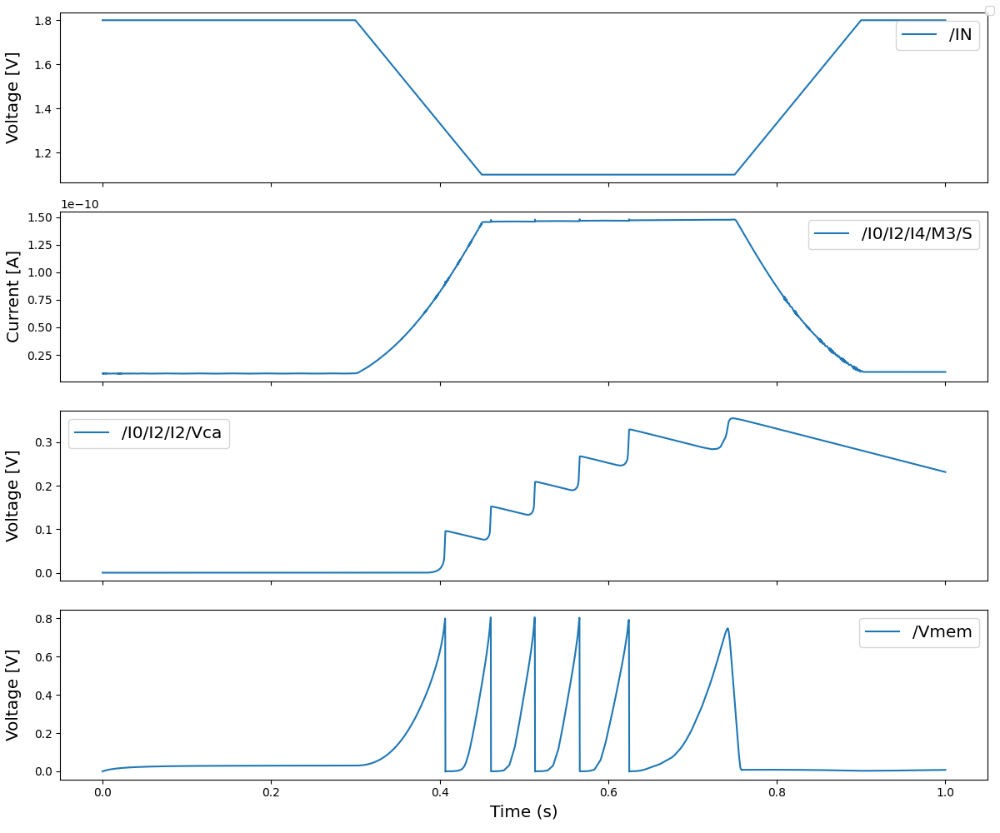 Voltage [V]
1.8
1.6
1.4
1.2
/IN
1e−10
Current [A]
1.50
1.25
1.00
0.75
0.50
0.25
/I0/I2/I4/M3/S
Voltage [V]
0.3
0.2
0.1
0.0
/I0/I2/I2/Vca
Voltage [V]
0.8
0.6
0.4
0.2
0.0
/Vmem
0.0 0.2 0.4 0.6 0.8 1.0
Time (s)